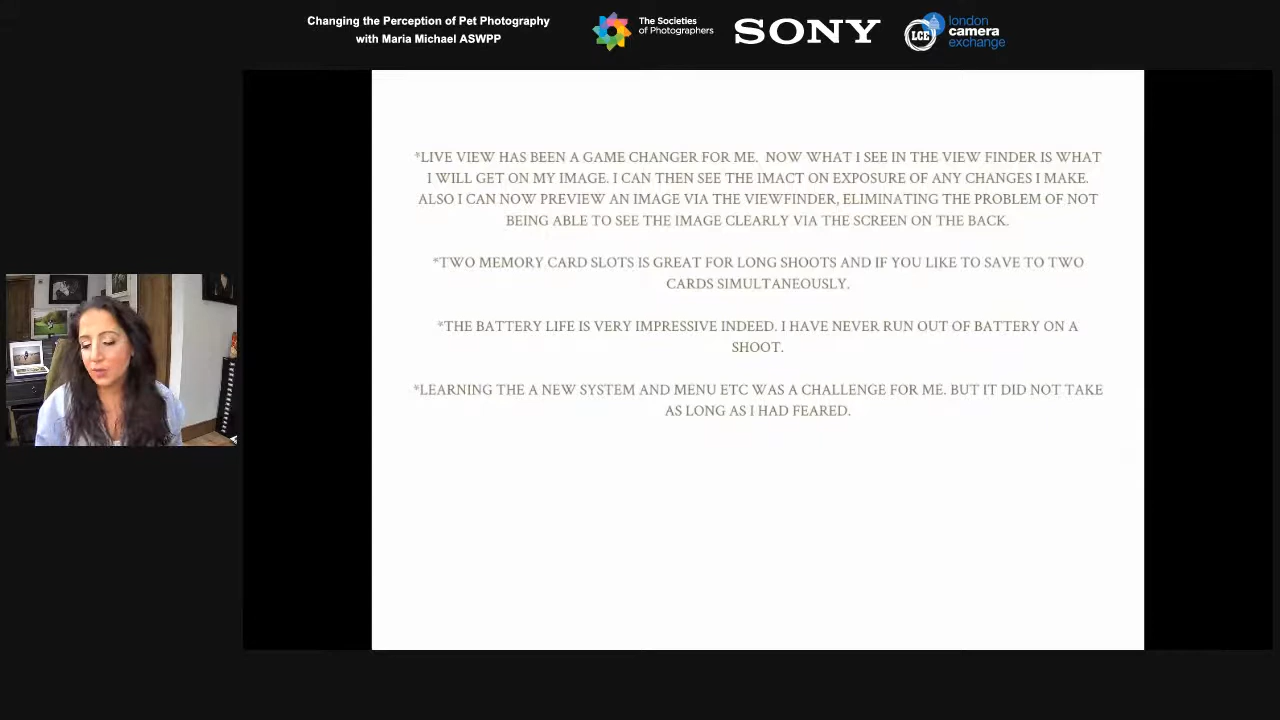 Changing the Perception of Pet Photography
with Maria Michael ASWPP
The Societies
of Photographers
SONY
LCE
london
camera
exchange
*LIVE VIEW HAS BEEN A GAME CHANGER FOR ME.  NOW WHAT I SEE IN THE VIEW FINDER IS WHAT
I WILL GET ON MY IMAGE. I CAN THEN SEE THE IMACT ON EXPOSURE OF ANY CHANGES I MAKE.
ALSO I CAN NOW PREVIEW AN IMAGE VIA THE VIEWFINDER, ELIMINATING THE PROBLEM OF NOT
BEING ABLE TO SEE THE IMAGE CLEARLY VIA THE SCREEN ON THE BACK.
*TWO MEMORY CARD SLOTS IS GREAT FOR LONG SHOOTS AND IF YOU LIKE TO SAVE TO TWO
CARDS SIMULTANEOUSLY.
*THE BATTERY LIFE IS VERY IMPRESSIVE INDEED. I HAVE NEVER RUN OUT OF BATTERY ON A
SHOOT.
*LEARNING THE A NEW SYSTEM AND MENU ETC WAS A CHALLENGE FOR ME. BUT IT DID NOT TAKE
AS LONG AS I HAD FEARED.